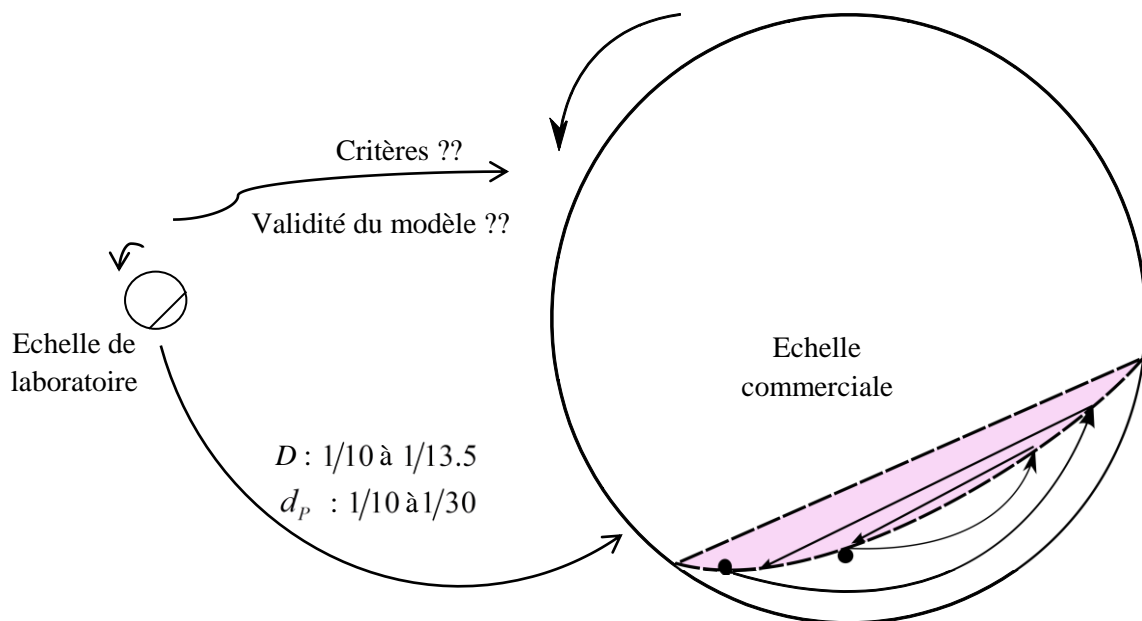 Critères ??
Validité du modèle ??
Echelle de
laboratoire
Echelle
commerciale
D : 1/10 à 1/13.5
d_P : 1/10 à 1/30